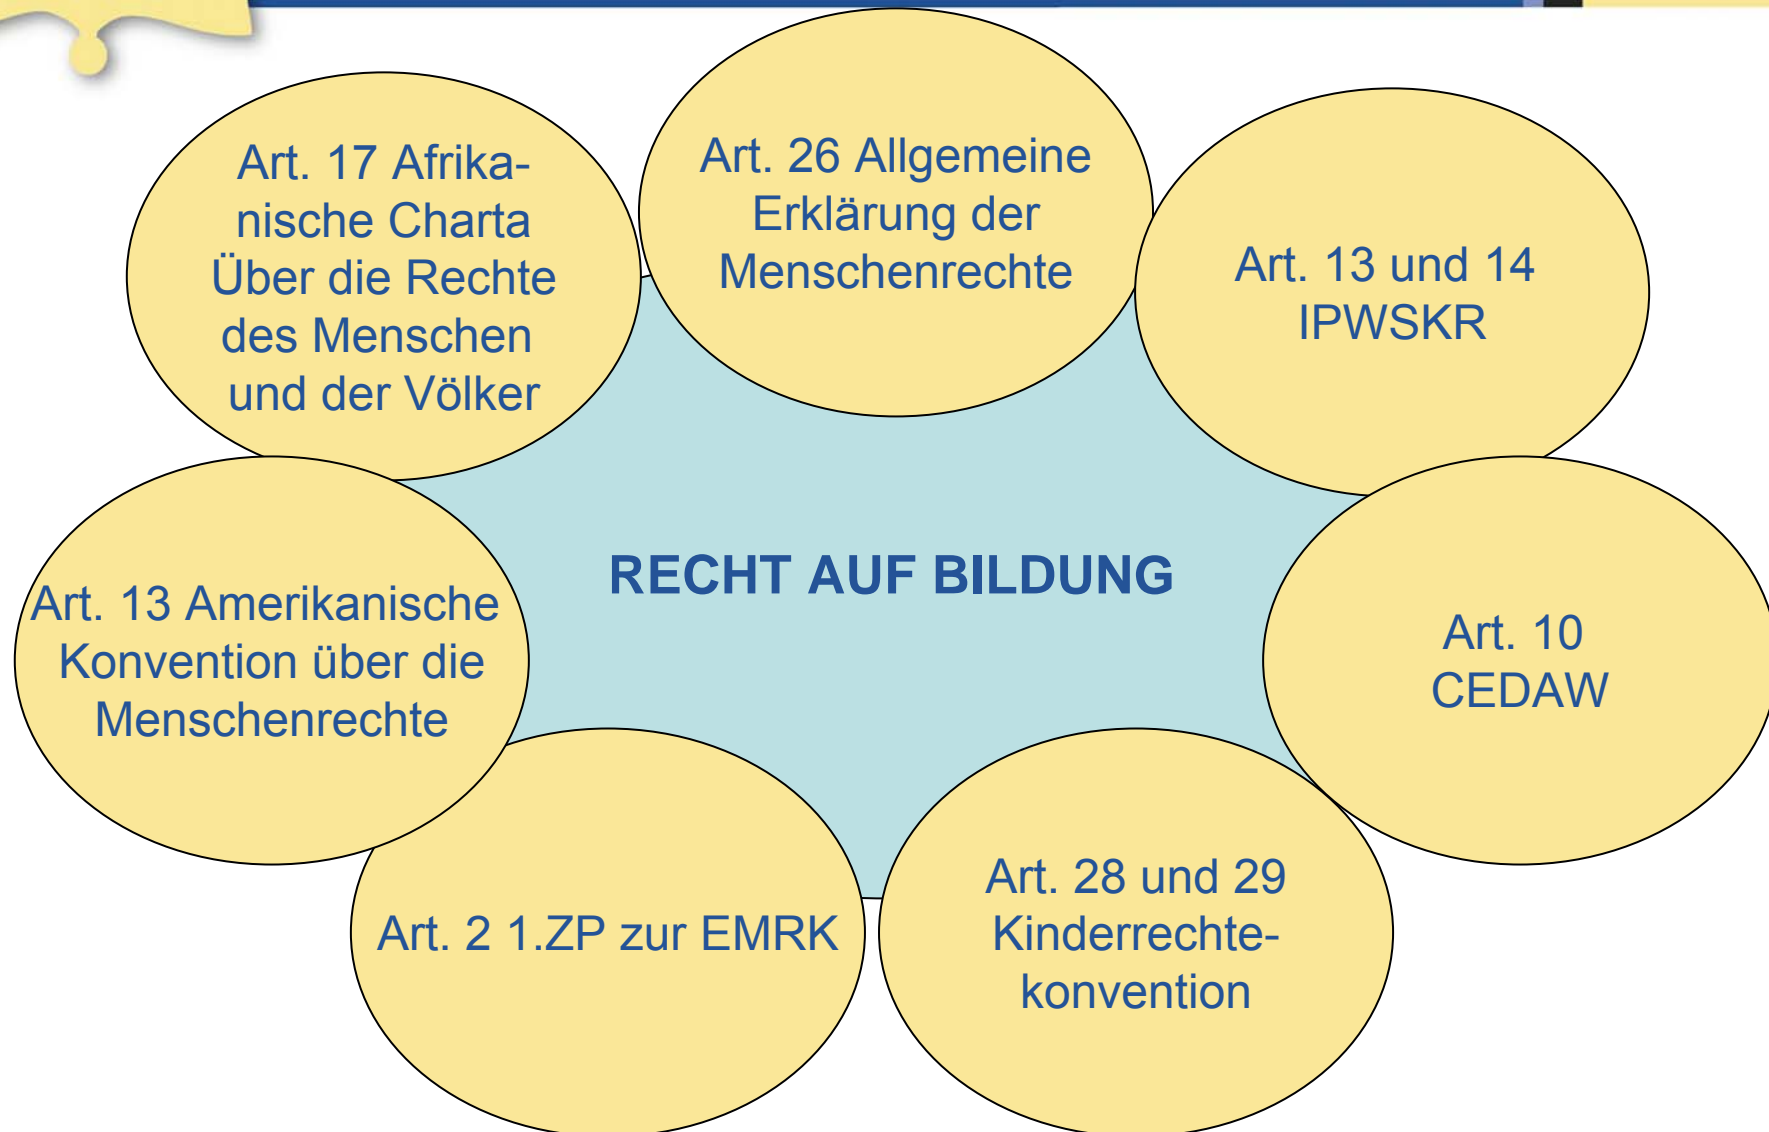 Art. 17 Afrika-
nische Charta
Über die Rechte
des Menschen
und der Völker
Art. 26 Allgemeine
Erklärung der
Menschenrechte
Art. 13 und 14
IPWSKR
RECHT AUF BILDUNG
Art. 13 Amerikanische
Konvention über die
Menschenrechte
Art. 10
CEDAW
Art. 2 1.ZP zur EMRK
Art. 28 und 29
Kinderrechte-
konvention